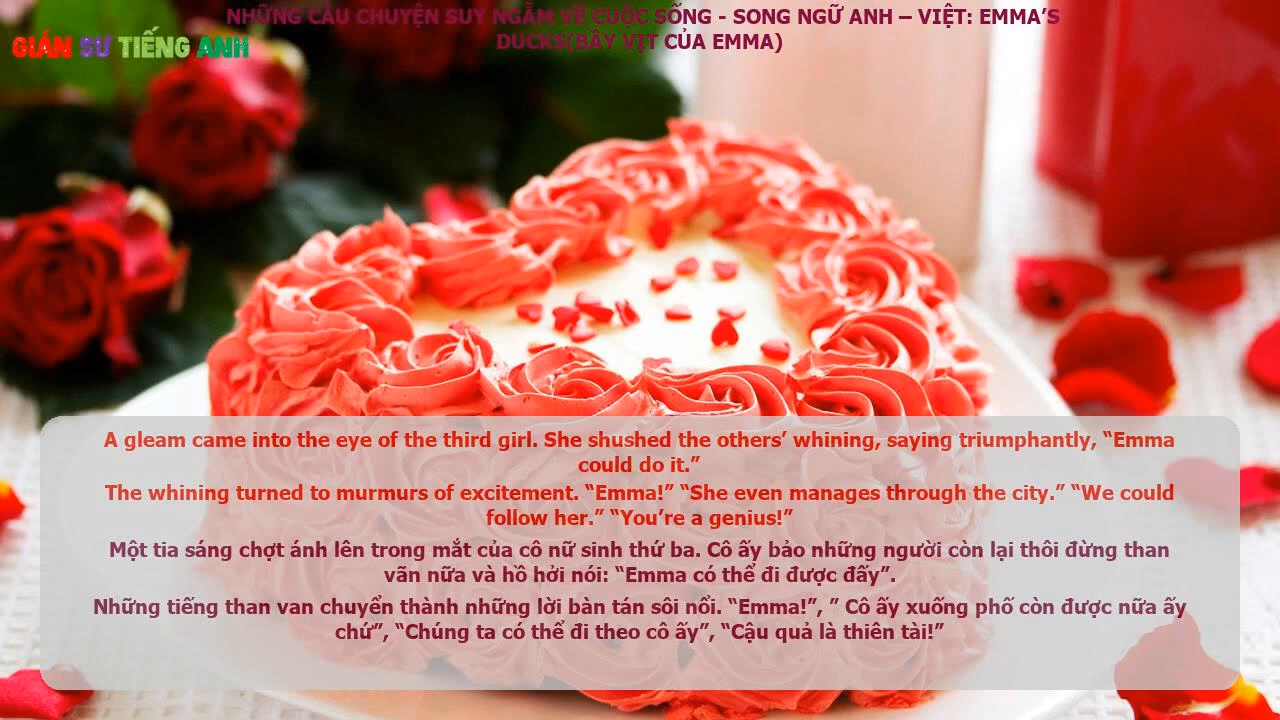 NHỮNG CÂU CHUYỆN SUY NGẪM VỀ CUỘC SỐNG - SONG NGỮ ANH – VIỆT: EMMA’S
DUCKS(BẦY VỊT CỦA EMMA)
GIÁN SƯ TIẾNG ANH
A gleam came into the eye of the third girl. She shushed the others’ whining, saying triumphantly, “Emma
could do it.”
The whining turned to murmurs of excitement. “Emma!” “She even manages through the city.” “We could
follow her.” “You’re a genius!”
Một tia sáng chợt ánh lên trong mắt của cô nữ sinh thứ ba. Cô ấy bảo những người còn lại thôi đừng than
vãn nữa và hồ hởi nói: “Emma có thể đi được đấy”.
Những tiếng than van chuyển thành những lời bàn tán sôi nổi. “Emma!”, ” Cô ấy xuống phố còn được nữa ấy
chứ”, “Chúng ta có thể đi theo cô ấy”, “Cậu quả là thiên tài!”